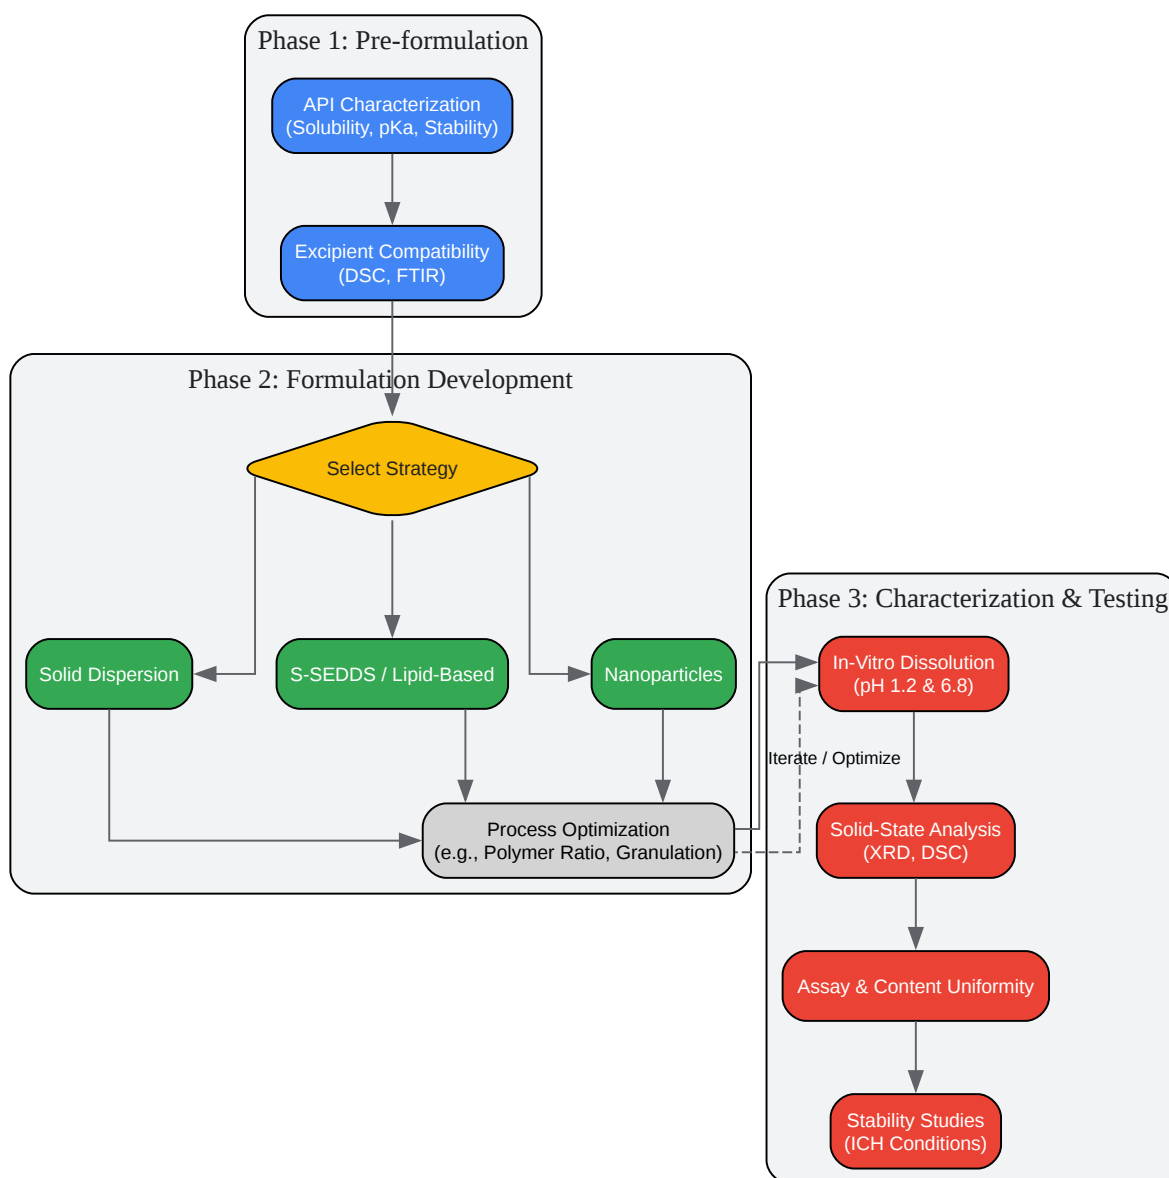 Phase 1: Pre-formulation
API Characterization
(Solubility, pKa, Stability)
Excipient Compatibility
(DSC, FTIR)
Phase 2: Formulation Development
Select Strategy
Solid Dispersion
S-SEDDS / Lipid-Based
Nanoparticles
Process Optimization
(e.g., Polymer Ratio, Granulation)
Phase 3: Characterization & Testing
In-Vitro Dissolution
(pH 1.2 & 6.8)
Iterate / Optimize
Solid-State Analysis
(XRD, DSC)
Assay & Content Uniformity
Stability Studies
(ICH Conditions)